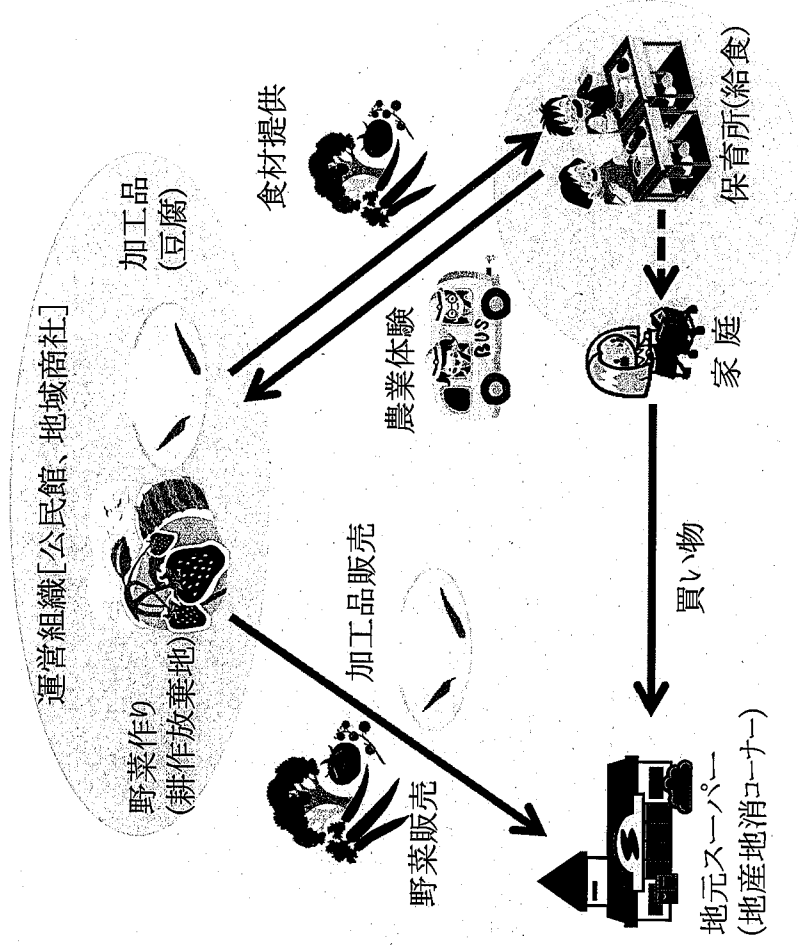 運営組織[公民館、地域商社]
野菜作り
(耕作放棄地)
加工品
(豆腐)
野菜販売
加工品販売
農業体験
BUS
食材提供
地元スーパー
(地産地消コーナー)
買い物
家庭
保育所(給食)